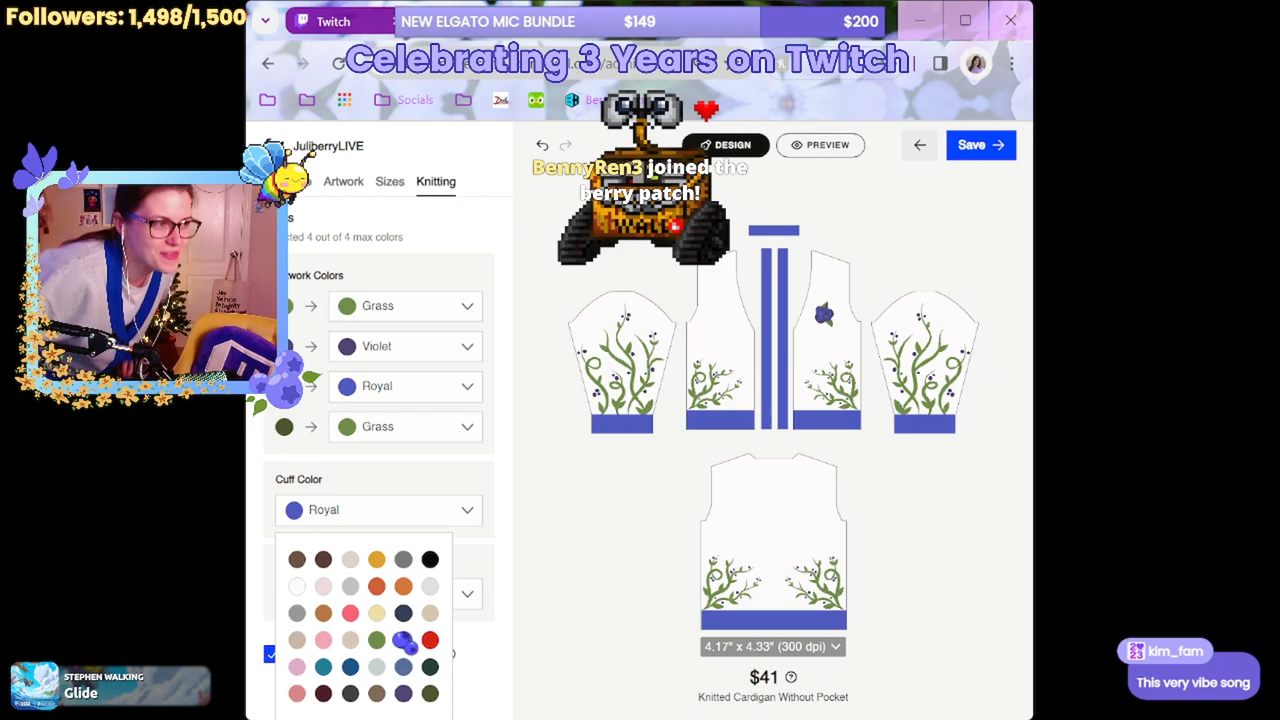 Followers: 1,498/1,500
Twitch
NEW ELGATO MIC BUNDLE $149 $200
Celebrating 3 Years on Twitch
Socials
JuliberryLIVE
DESIGN
PREVIEW
Save
BennyRen3 joined the
berry patch!
Artwork Sizes Knitting
cted 4 out of 4 max colors
work Colors
Grass
Violet
Royal
Grass
Cuff Color
Royal
4.17" x 4.33" (300 dpi)
$41
Knitted Cardigan Without Pocket
STEPHEN WALKING
Glide
kim_fam
This very vibe song